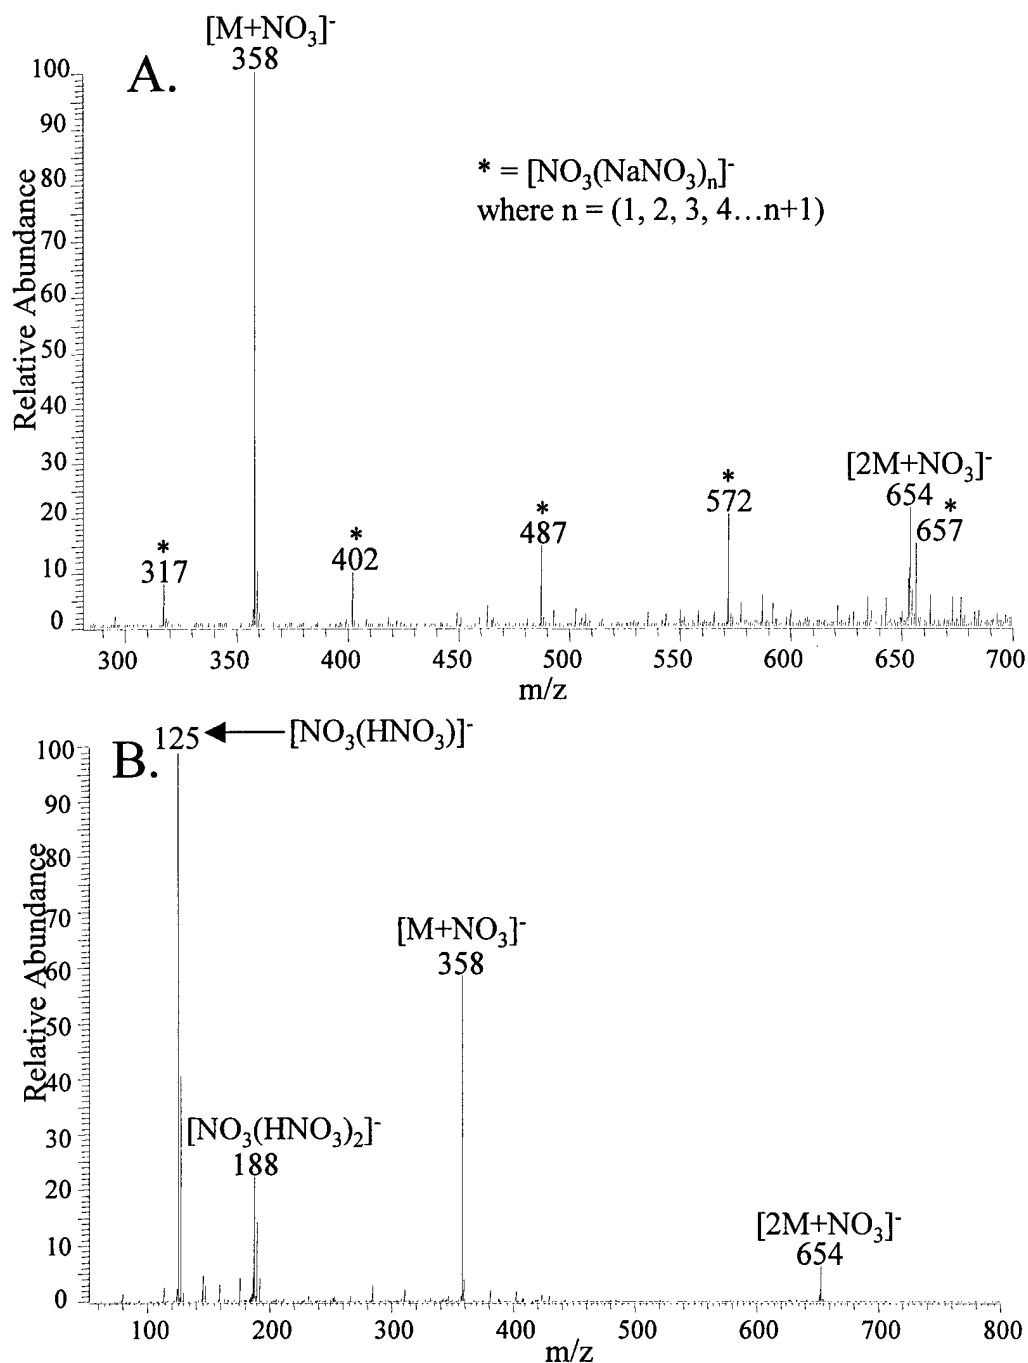 [M+NO₃]⁻
358
A.
* = [NO₃(NaNO₃)ₙ]⁻
where n = (1, 2, 3, 4…n+1)
[2M+NO₃]⁻
654
*
657
*
572
*
487
*
402
*
317
100
90
80
70
60
50
40
30
20
10
0
Relative Abundance
300 350 400 450 500 550 600 650 700
m/z
125
[NO₃(HNO₃)]⁻
B.
[M+NO₃]⁻
358
[NO₃(HNO₃)₂]⁻
188
[2M+NO₃]⁻
654
100
90
80
70
60
50
40
30
20
10
0
Relative Abundance
100 200 300 400 500 600 700 800
m/z